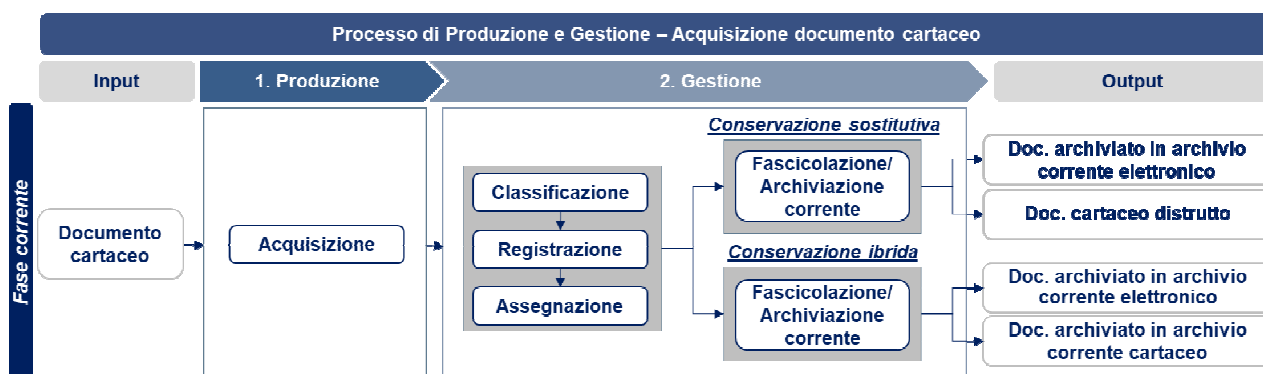 Processo di Produzione e Gestione – Acquisizione documento cartaceo
Input
1. Produzione
2. Gestione
Output
Fase corrente
Documento
cartaceo
Acquisizione
Classificazione
Registrazione
Assegnazione
Conservazione sostitutiva
Fascicolazione/
Archiviazione
corrente
Conservazione ibrida
Fascicolazione/
Archiviazione
corrente
Doc. archiviato in archivio
corrente elettronico
Doc. cartaceo distrutto
Doc. archiviato in archivio
corrente elettronico
Doc. archiviato in archivio
corrente cartaceo